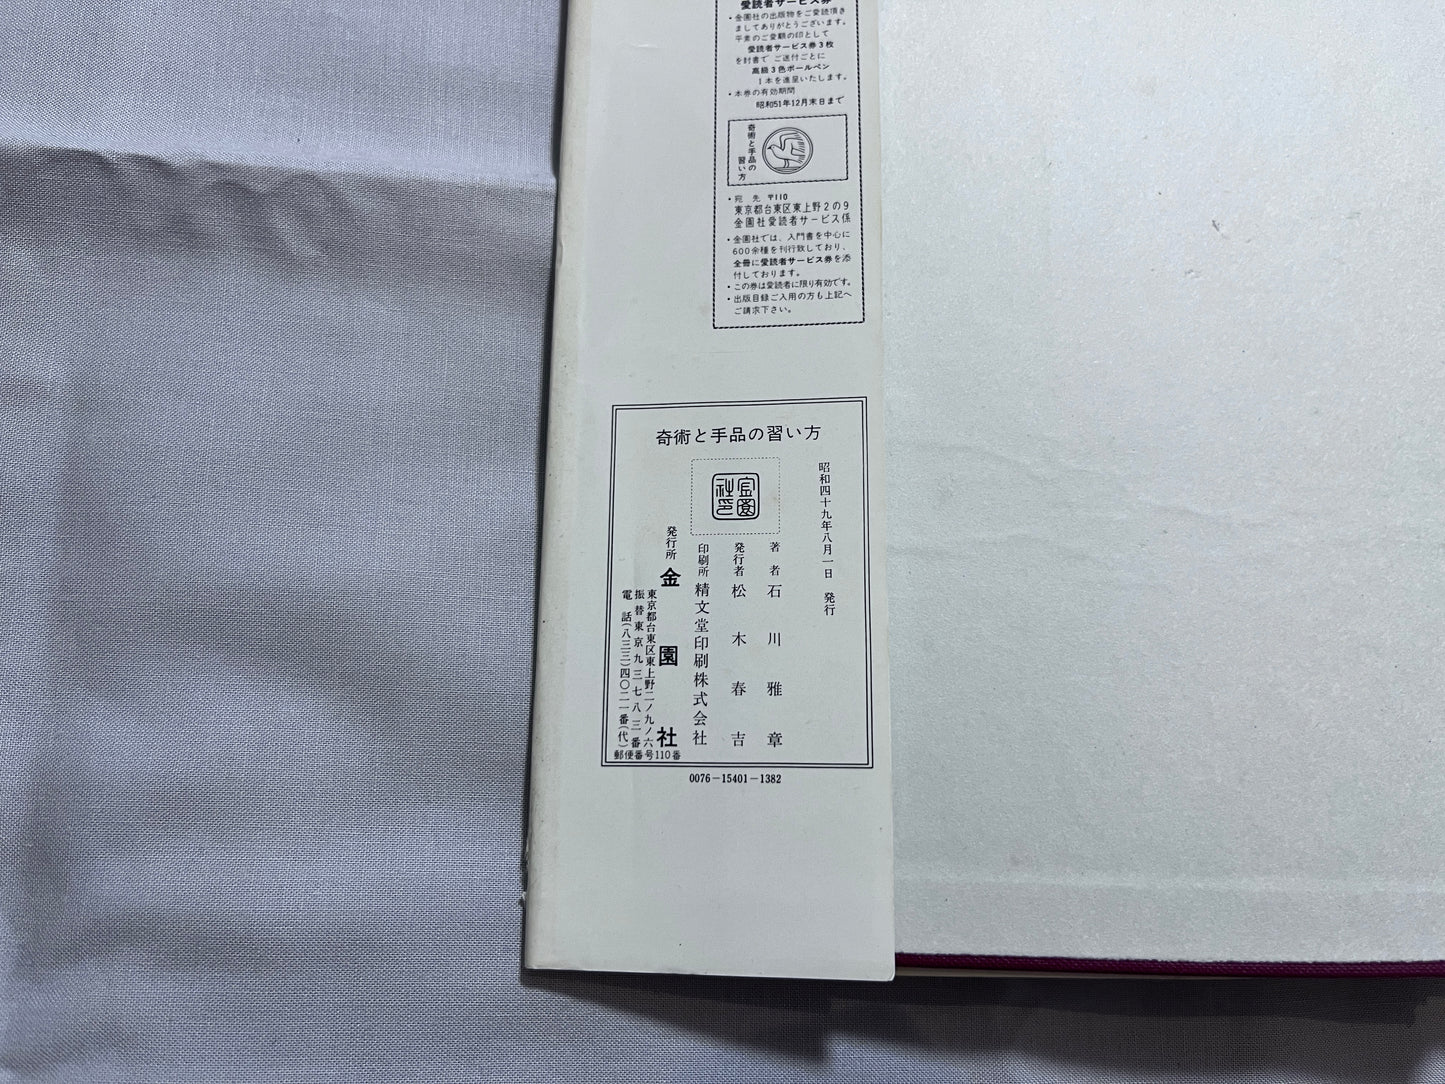 愛読者サービス券
・金園社の出版物をご愛読頂き
ましてありがとうございます。
平素のご愛顧の印として
愛読者サービス券3枚
を封書で ご送付ごとに
高級3色ボールペン
1本を進呈いたします。
・本券の有効期間
昭和51年12月末日まで
奇術と手品の
習い方
・宛 先 〒110
東京都台東区東上野2の9
金園社愛読者サービス係
・金園社では、入門書を中心に
600余種を刊行致しており、
全冊に愛読者サービス券を添
付しております。
・この券は愛読者に限り有効です。
・出版目録ご入用の方も上記へ
ご請求下さい。
奇術と手品の習い方
昭和四十九年八月一日 発行
著者 石川雅章
発行者 松木春吉
印刷所 精文堂印刷株式会社
発行所 金園社
東京都台東区東上野二ノ九ノ六
振替東京九三七八三番
電話(八三三)四〇二一番(代)
郵便番号110番
0076-15401-1382